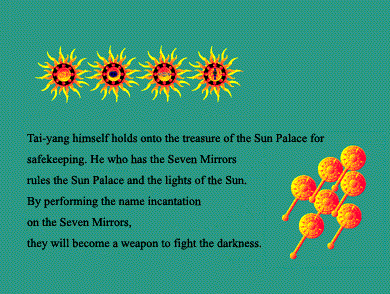 Tai-yang himself holds onto the treasure of the Sun Palace for
safekeeping. He who has the Seven Mirrors
rules the Sun Palace and the lights of the Sun.
By performing the name incantation
on the Seven Mirrors,
they will become a weapon to fight the darkness.